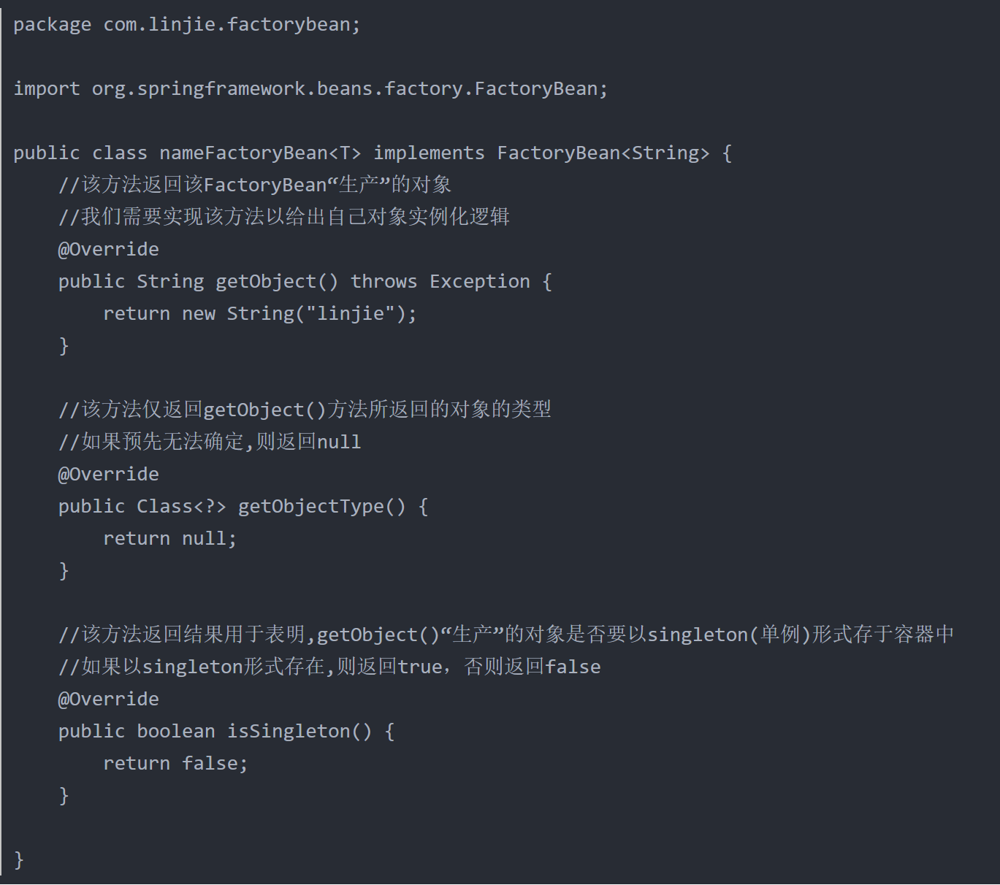 package com.linjie.factorybean;
import org.springframework.beans.factory.FactoryBean;
public class nameFactoryBean<T> implements FactoryBean<String> {
//该方法返回该FactoryBean“生产”的对象
//我们需要实现该方法以给出自己对象实例化逻辑
@Override
public String getObject() throws Exception {
return new String("linjie");
}
//该方法仅返回getObject()方法所返回的对象的类型
//如果预先无法确定,则返回null
@Override
public Class<?> getObjectType() {
return null;
}
//该方法返回结果用于表明,getObject()“生产”的对象是否要以singleton(单例)形式存于容器中
//如果以singleton形式存在,则返回true，否则返回false
@Override
public boolean isSingleton() {
return false;
}
}